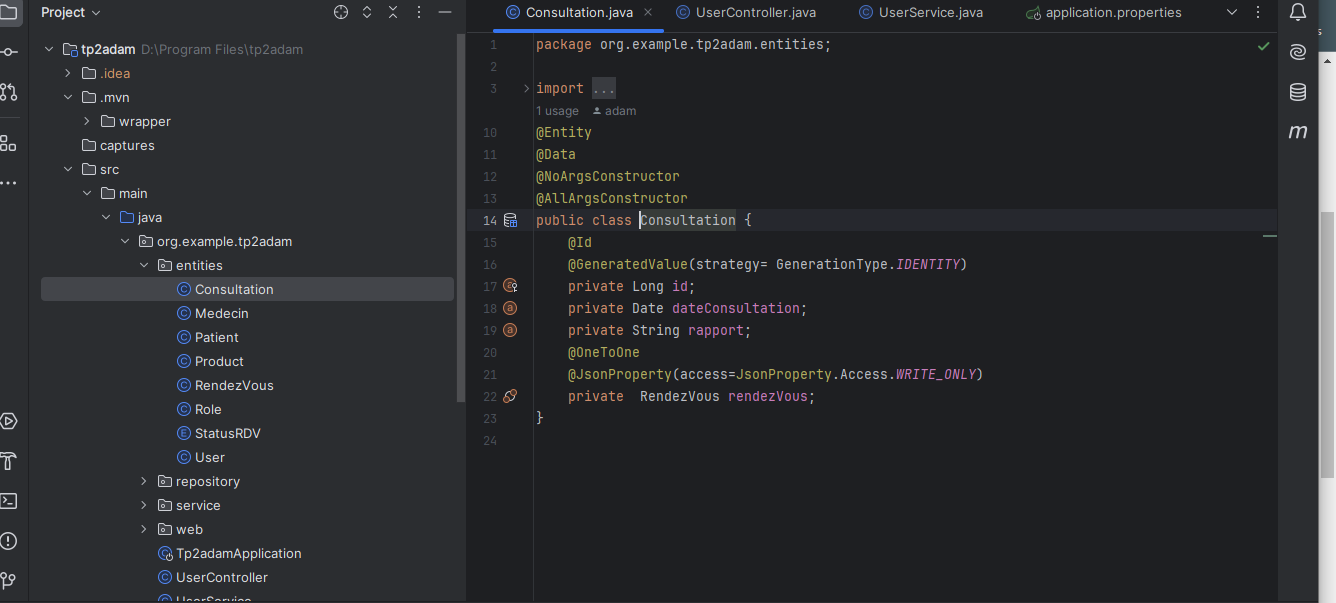 Project
tp2adam D:\Program Files\tp2adam
.idea
.mvn
wrapper
captures
src
main
java
org.example.tp2adam
entities
Consultation
Medecin
Patient
Product
RendezVous
Role
StatusRDV
User
repository
service
web
Tp2adamApplication
UserController
UserService
Consultation.java UserController.java UserService.java application.properties
1 package org.example.tp2adam.entities;
2
3 import ...
1 usage adam
10 @Entity
11 @Data
12 @NoArgsConstructor
13 @AllArgsConstructor
14 public class Consultation {
15 @Id
16 @GeneratedValue(strategy= GenerationType.IDENTITY)
17 private Long id;
18 private Date dateConsultation;
19 private String rapport;
20 @OneToOne
21 @JsonProperty(access=JsonProperty.Access.WRITE_ONLY)
22 private  RendezVous rendezVous;
23 }
24
m
s